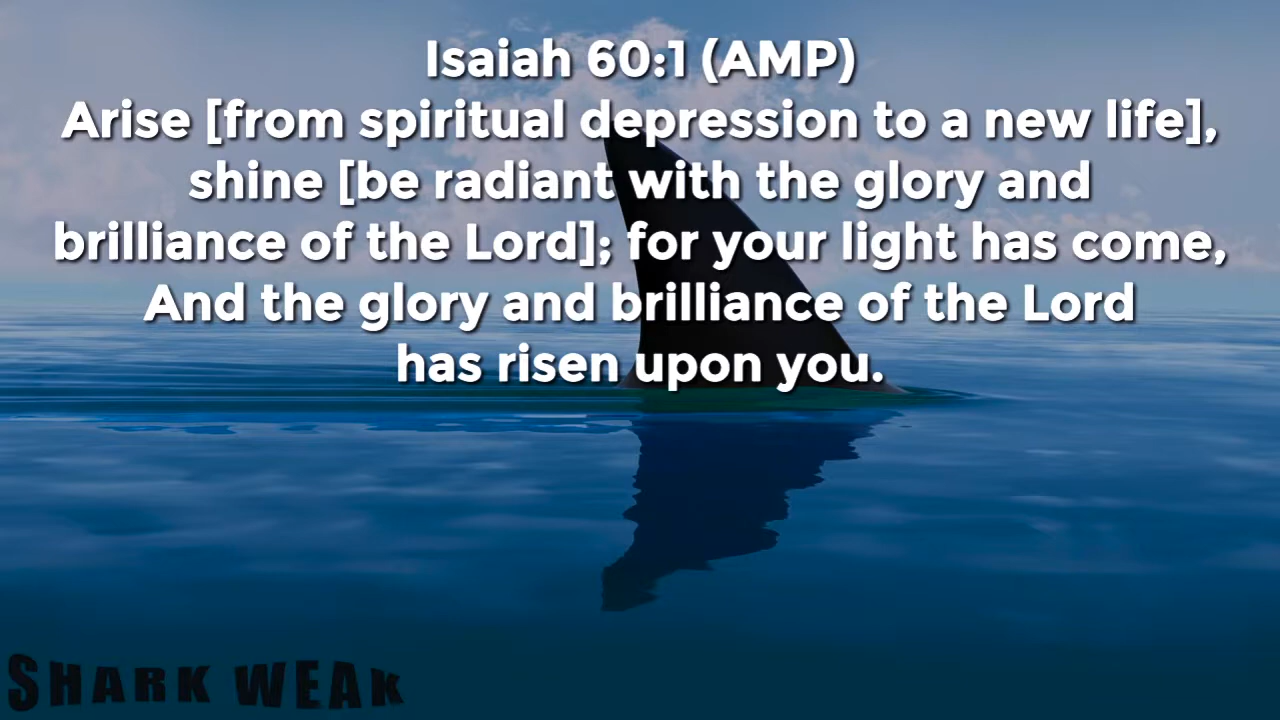 Isaiah 60:1 (AMP)
Arise [from spiritual depression to a new life],
shine [be radiant with the glory and
brilliance of the Lord]; for your light has come,
And the glory and brilliance of the Lord
has risen upon you.
SHARK WEAK